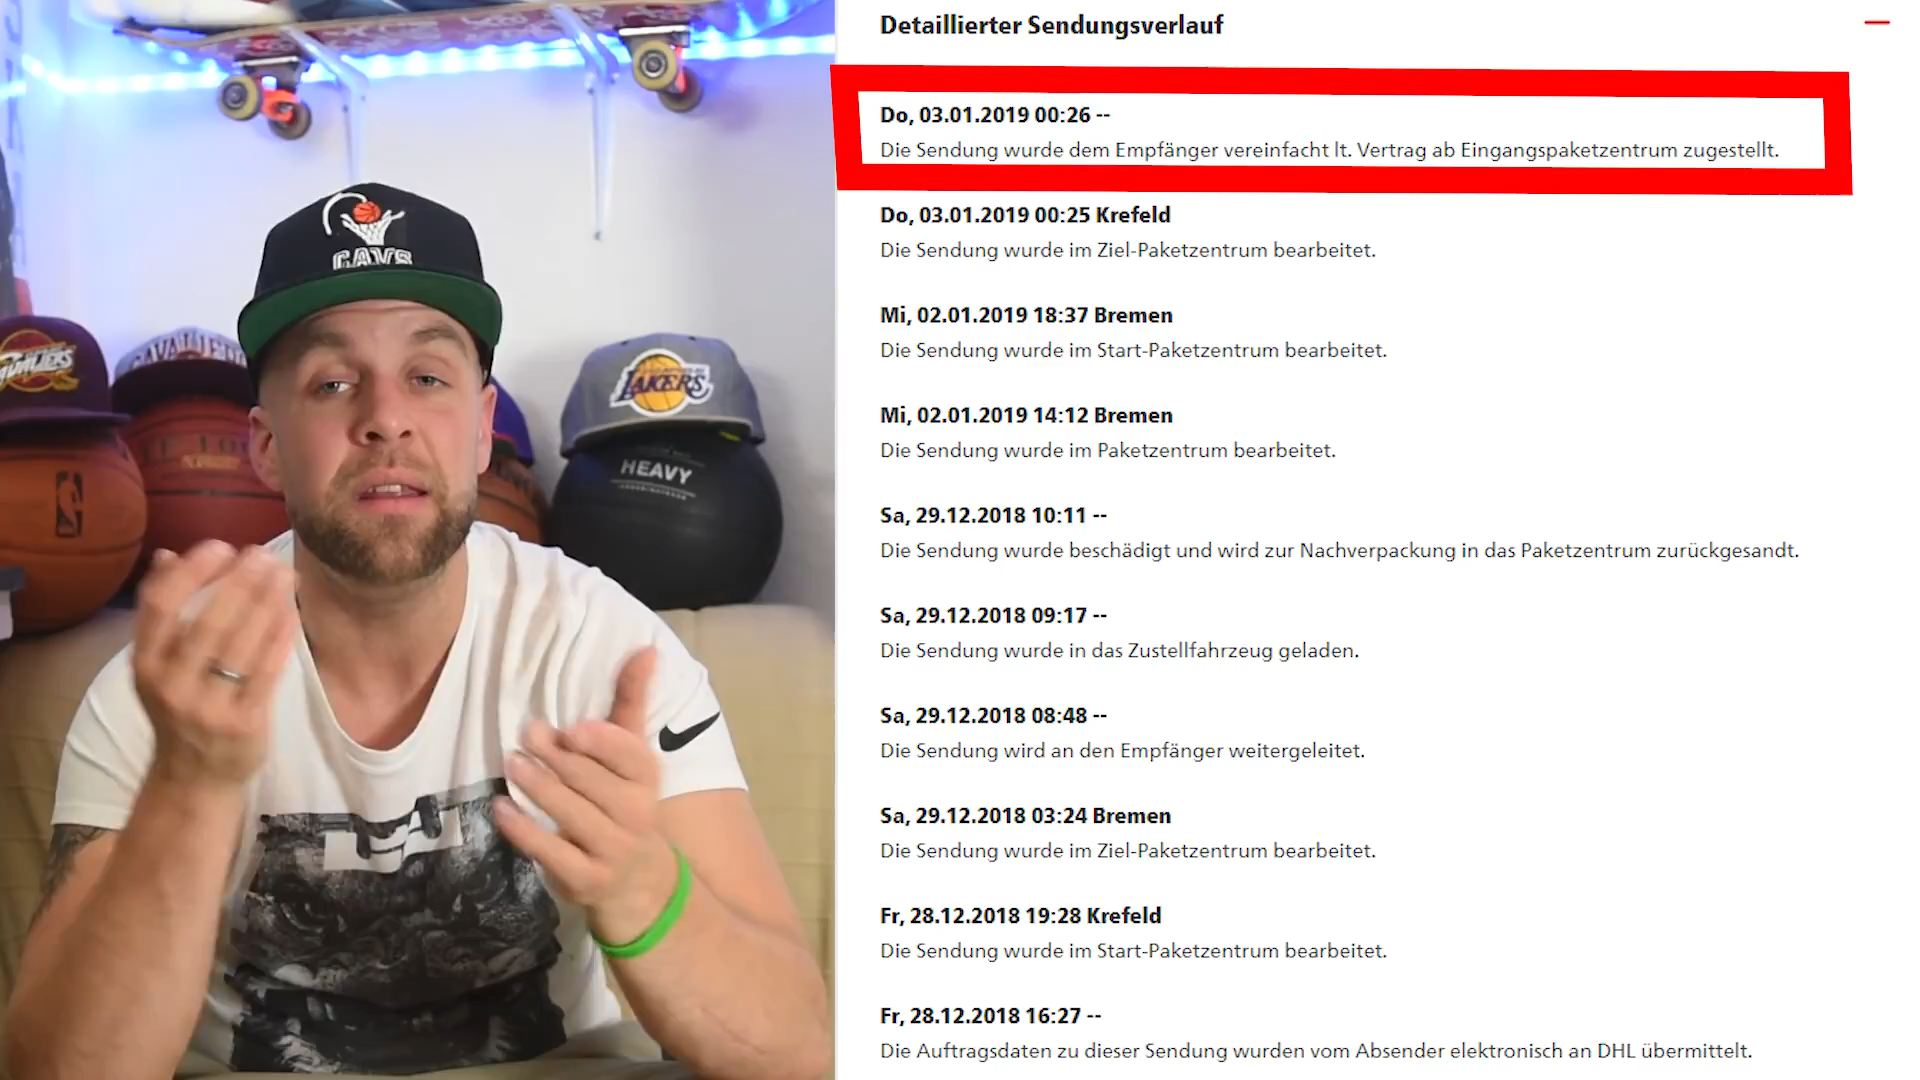 Detaillierter Sendungsverlauf
Do, 03.01.2019 00:26 --
Die Sendung wurde dem Empfänger vereinfacht lt. Vertrag ab Eingangspaketzentrum zugestellt.
Do, 03.01.2019 00:25 Krefeld
Die Sendung wurde im Ziel-Paketzentrum bearbeitet.
Mi, 02.01.2019 18:37 Bremen
Die Sendung wurde im Start-Paketzentrum bearbeitet.
Mi, 02.01.2019 14:12 Bremen
Die Sendung wurde im Paketzentrum bearbeitet.
Sa, 29.12.2018 10:11 --
Die Sendung wurde beschädigt und wird zur Nachverpackung in das Paketzentrum zurückgesandt.
Sa, 29.12.2018 09:17 --
Die Sendung wurde in das Zustellfahrzeug geladen.
Sa, 29.12.2018 08:48 --
Die Sendung wird an den Empfänger weitergeleitet.
Sa, 29.12.2018 03:24 Bremen
Die Sendung wurde im Ziel-Paketzentrum bearbeitet.
Fr, 28.12.2018 19:28 Krefeld
Die Sendung wurde im Start-Paketzentrum bearbeitet.
Fr, 28.12.2018 16:27 --
Die Auftragsdaten zu dieser Sendung wurden vom Absender elektronisch an DHL übermittelt.
CAVS
LAKERS
HEAVY